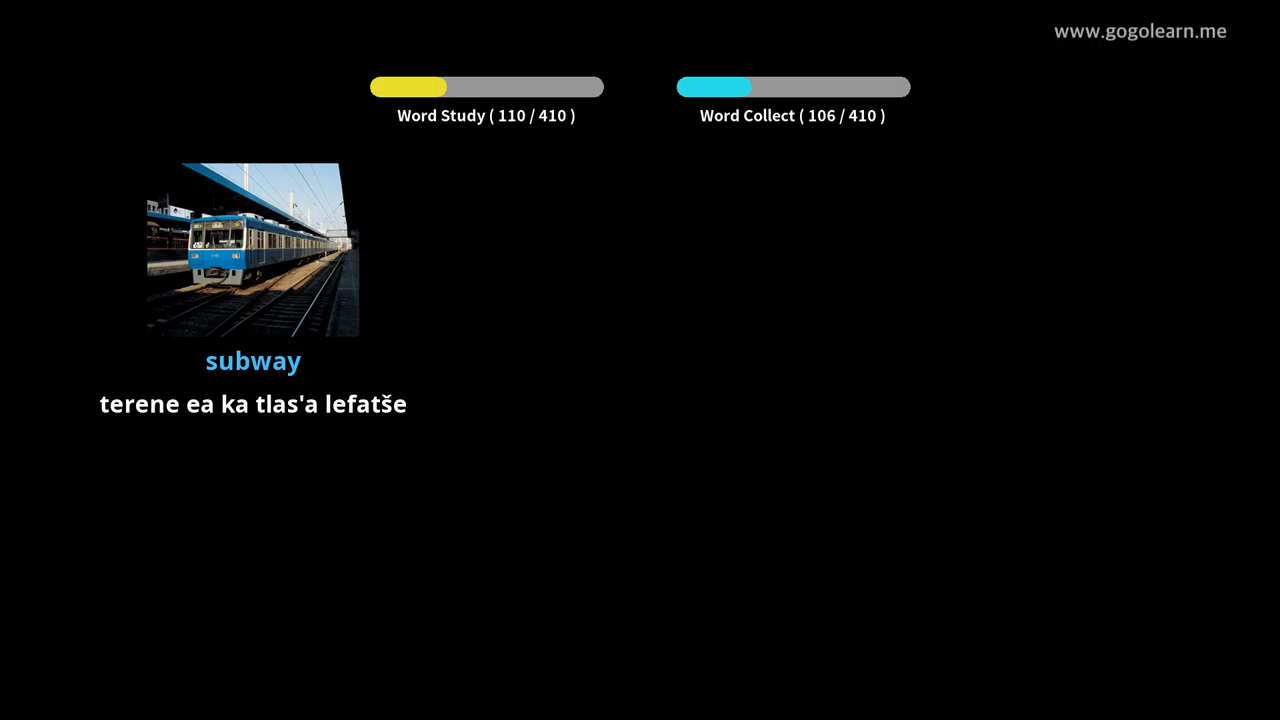 www.gogolearn.me
Word Study ( 110 / 410 )
Word Collect ( 106 / 410 )
subway
terene ea ka tlas'a lefatše